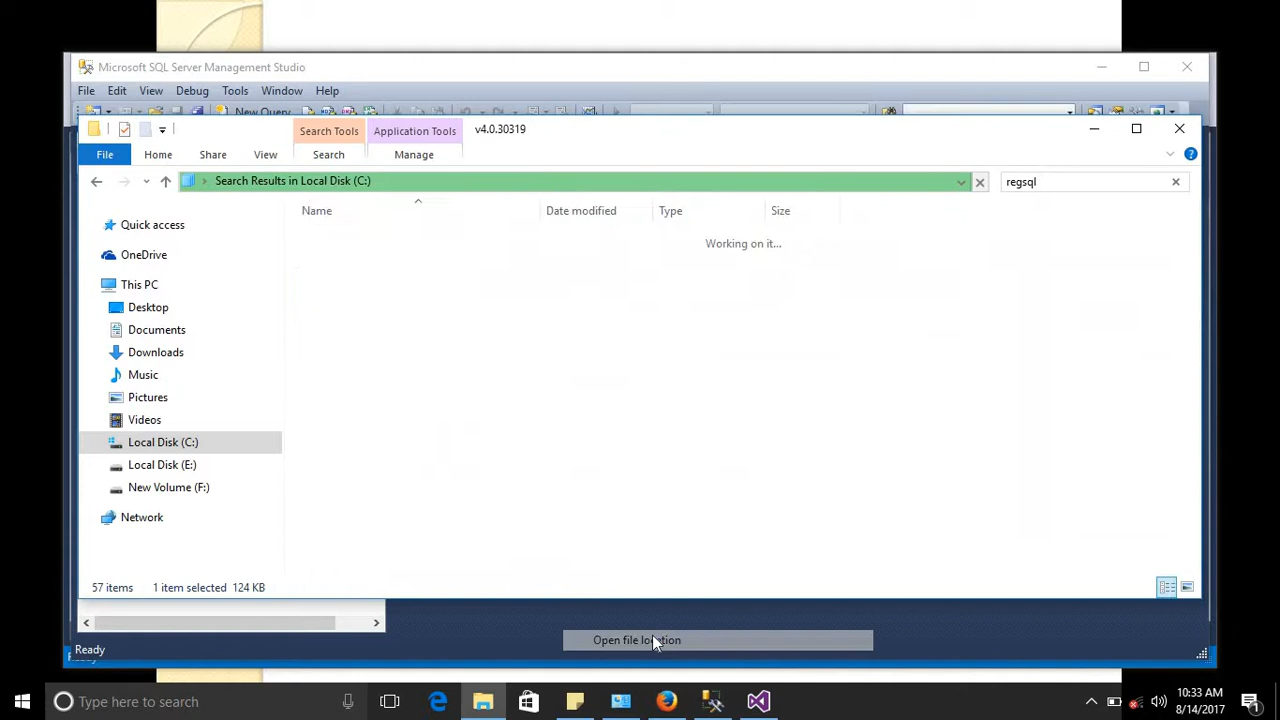 Microsoft SQL Server Management Studio
File Edit View Debug Tools Window Help
New Query
Search Tools Application Tools v4.0.30319
File Home Share View Search Manage
Search Results in Local Disk (C:) regsql
Name Date modified Type Size
Working on it...
Quick access
OneDrive
This PC
Desktop
Documents
Downloads
Music
Pictures
Videos
Local Disk (C:)
Local Disk (E:)
New Volume (F:)
Network
57 items 1 item selected 124 KB
Open file location
Ready
Type here to search
10:33 AM
8/14/2017